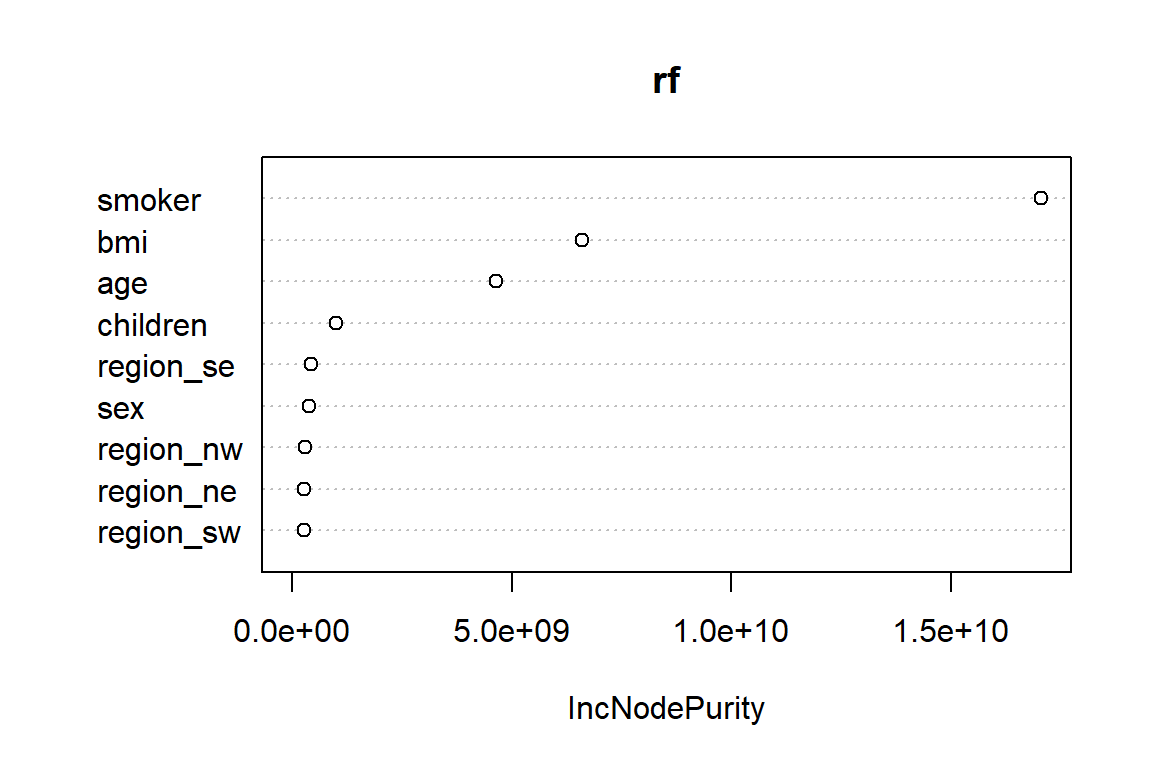 rf
smoker
bmi
age
children
region_se
sex
region_nw
region_ne
region_sw
0.0e+00 5.0e+09 1.0e+10 1.5e+10
IncNodePurity